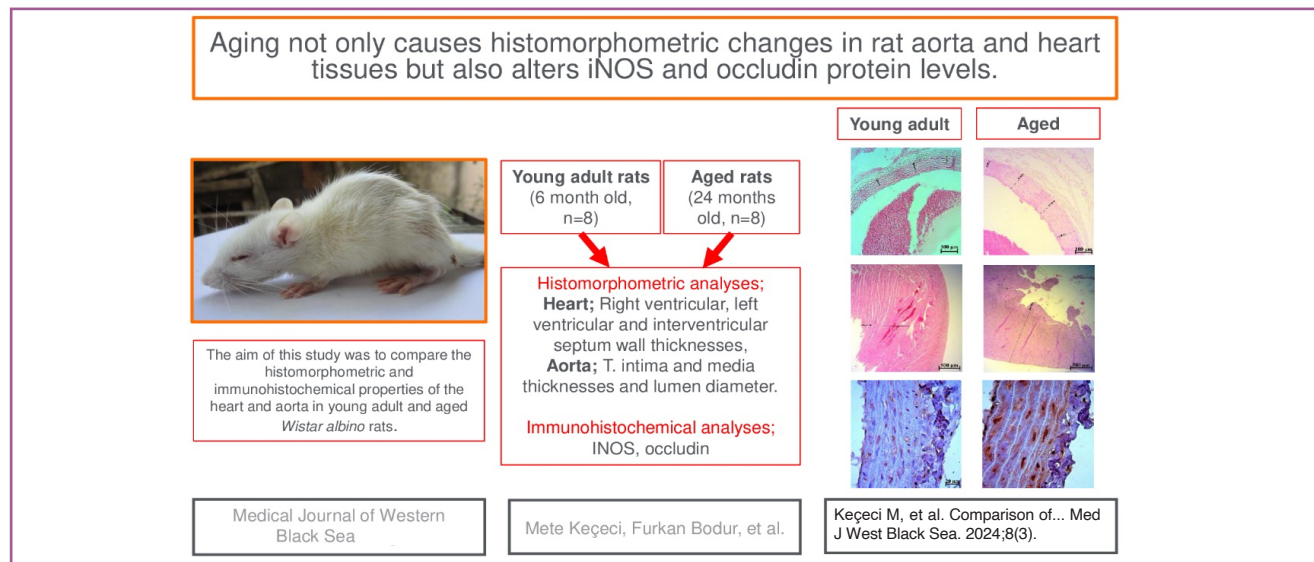 Aging not only causes histomorphometric changes in rat aorta and heart
tissues but also alters iNOS and occludin protein levels.
The aim of this study was to compare the
histomorphometric and
immunohistochemical properties of the
heart and aorta in young adult and aged
Wistar albino rats.
Young adult rats
(6 month old,
n=8)
Aged rats
(24 months
old, n=8)
Histomorphometric analyses;
Heart; Right ventricular, left
ventricular and interventricular
septum wall thicknesses,
Aorta; T. intima and media
thicknesses and lumen diameter.
Immunohistochemical analyses;
INOS, occludin
Young adult
Aged
Medical Journal of Western
Black Sea
Mete Keçeci, Furkan Bodur, et al.
Keçeci M, et al. Comparison of... Med
J West Black Sea. 2024;8(3).